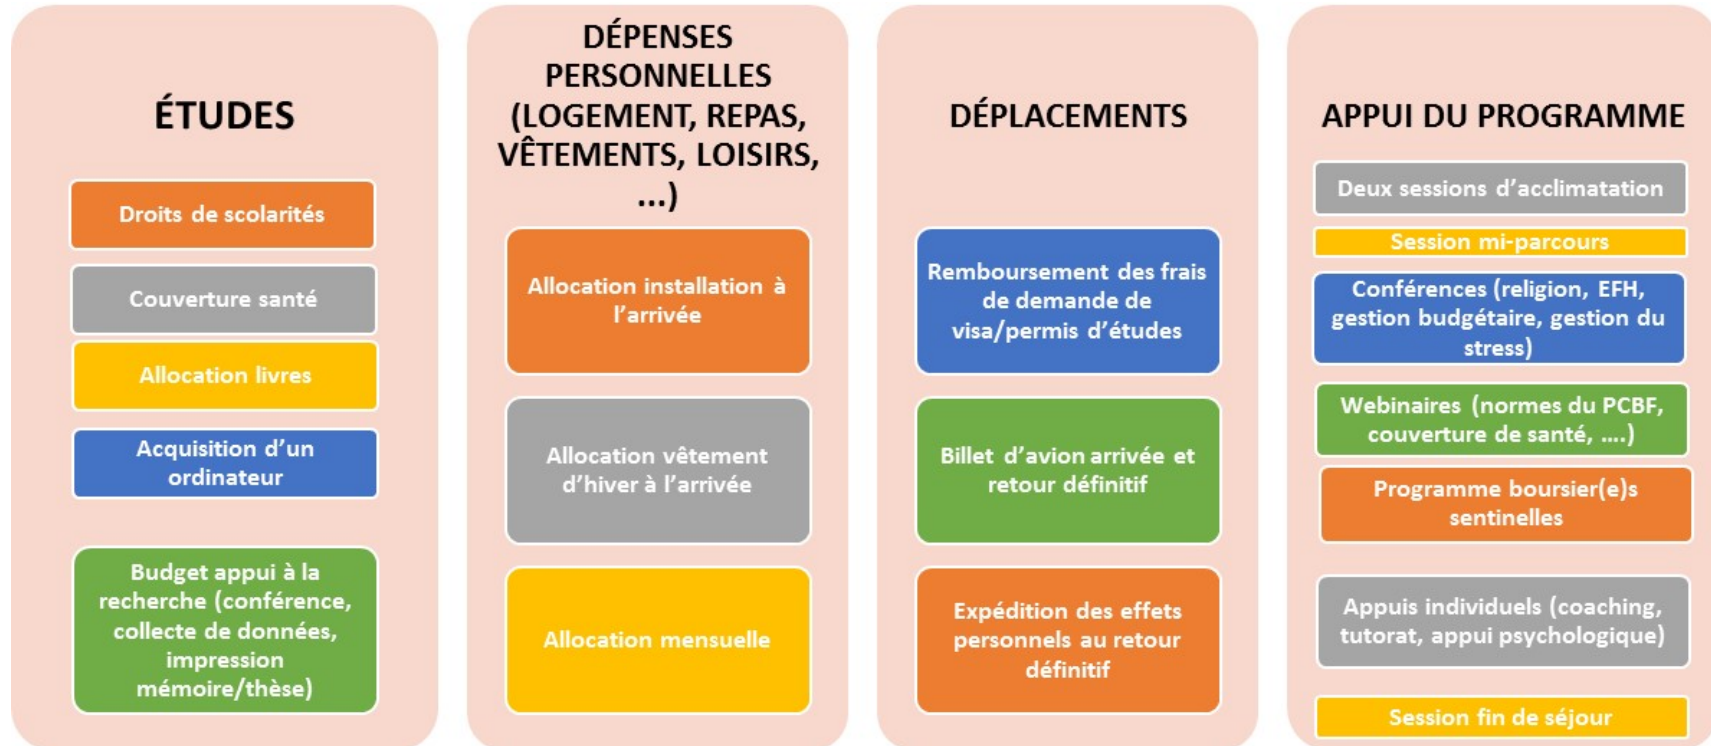 ÉTUDES
Droits de scolarités
Couverture santé
Allocation livres
Acquisition d’un
ordinateur
Budget appui à la
recherche (conférence,
collecte de données,
impression
mémoire/thèse)
DÉPENSES
PERSONNELLES
(LOGEMENT, REPAS,
VÊTEMENTS, LOISIRS,
...)
Allocation installation à
l’arrivée
Allocation vêtement
d’hiver à l’arrivée
Allocation mensuelle
DÉPLACEMENTS
Remboursement des frais
de demande de
visa/permis d’études
Billet d’avion arrivée et
retour définitif
Expédition des effets
personnels au retour
définitif
APPUI DU PROGRAMME
Deux sessions d’acclimatation
Session mi-parcours
Conférences (religion, EFH,
gestion budgétaire, gestion du
stress)
Webinaires (normes du PCBF,
couverture de santé, ….)
Programme boursier(e)s
sentinelles
Appuis individuels (coaching,
tutorat, appui psychologique)
Session fin de séjour